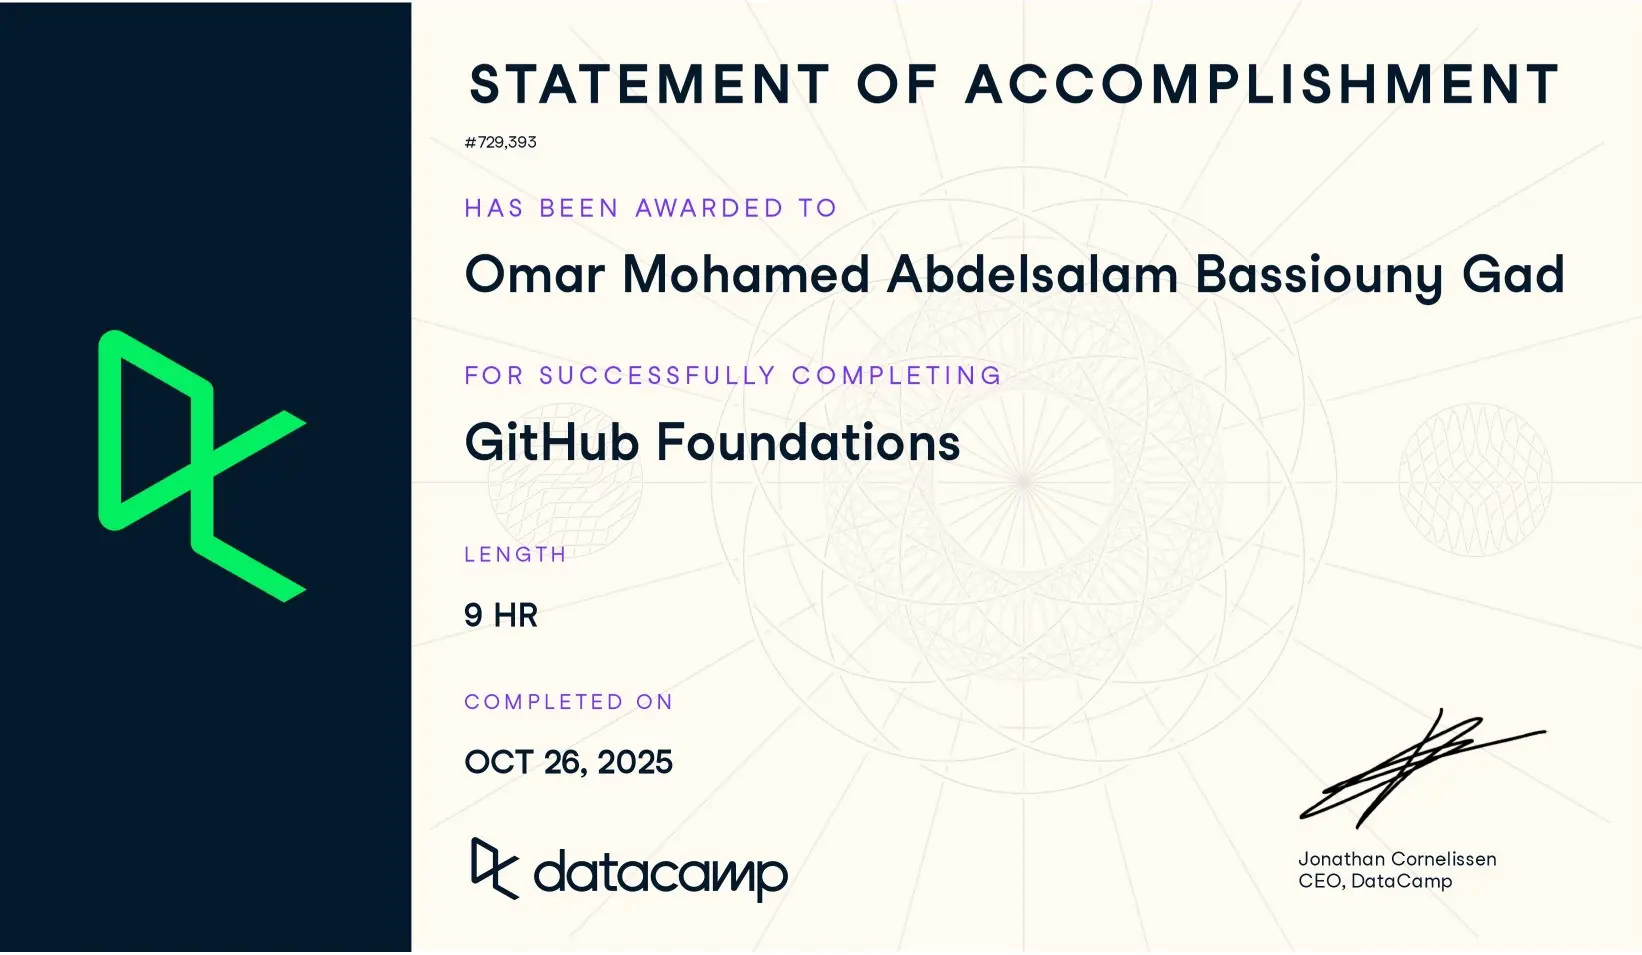 STATEMENT OF ACCOMPLISHMENT
#729,393
HAS BEEN AWARDED TO
Omar Mohamed Abdelsalam Bassiouny Gad
FOR SUCCESSFULLY COMPLETING
GitHub Foundations
LENGTH
9 HR
COMPLETED ON
OCT 26, 2025
datacamp
Jonathan Cornelissen
CEO, DataCamp